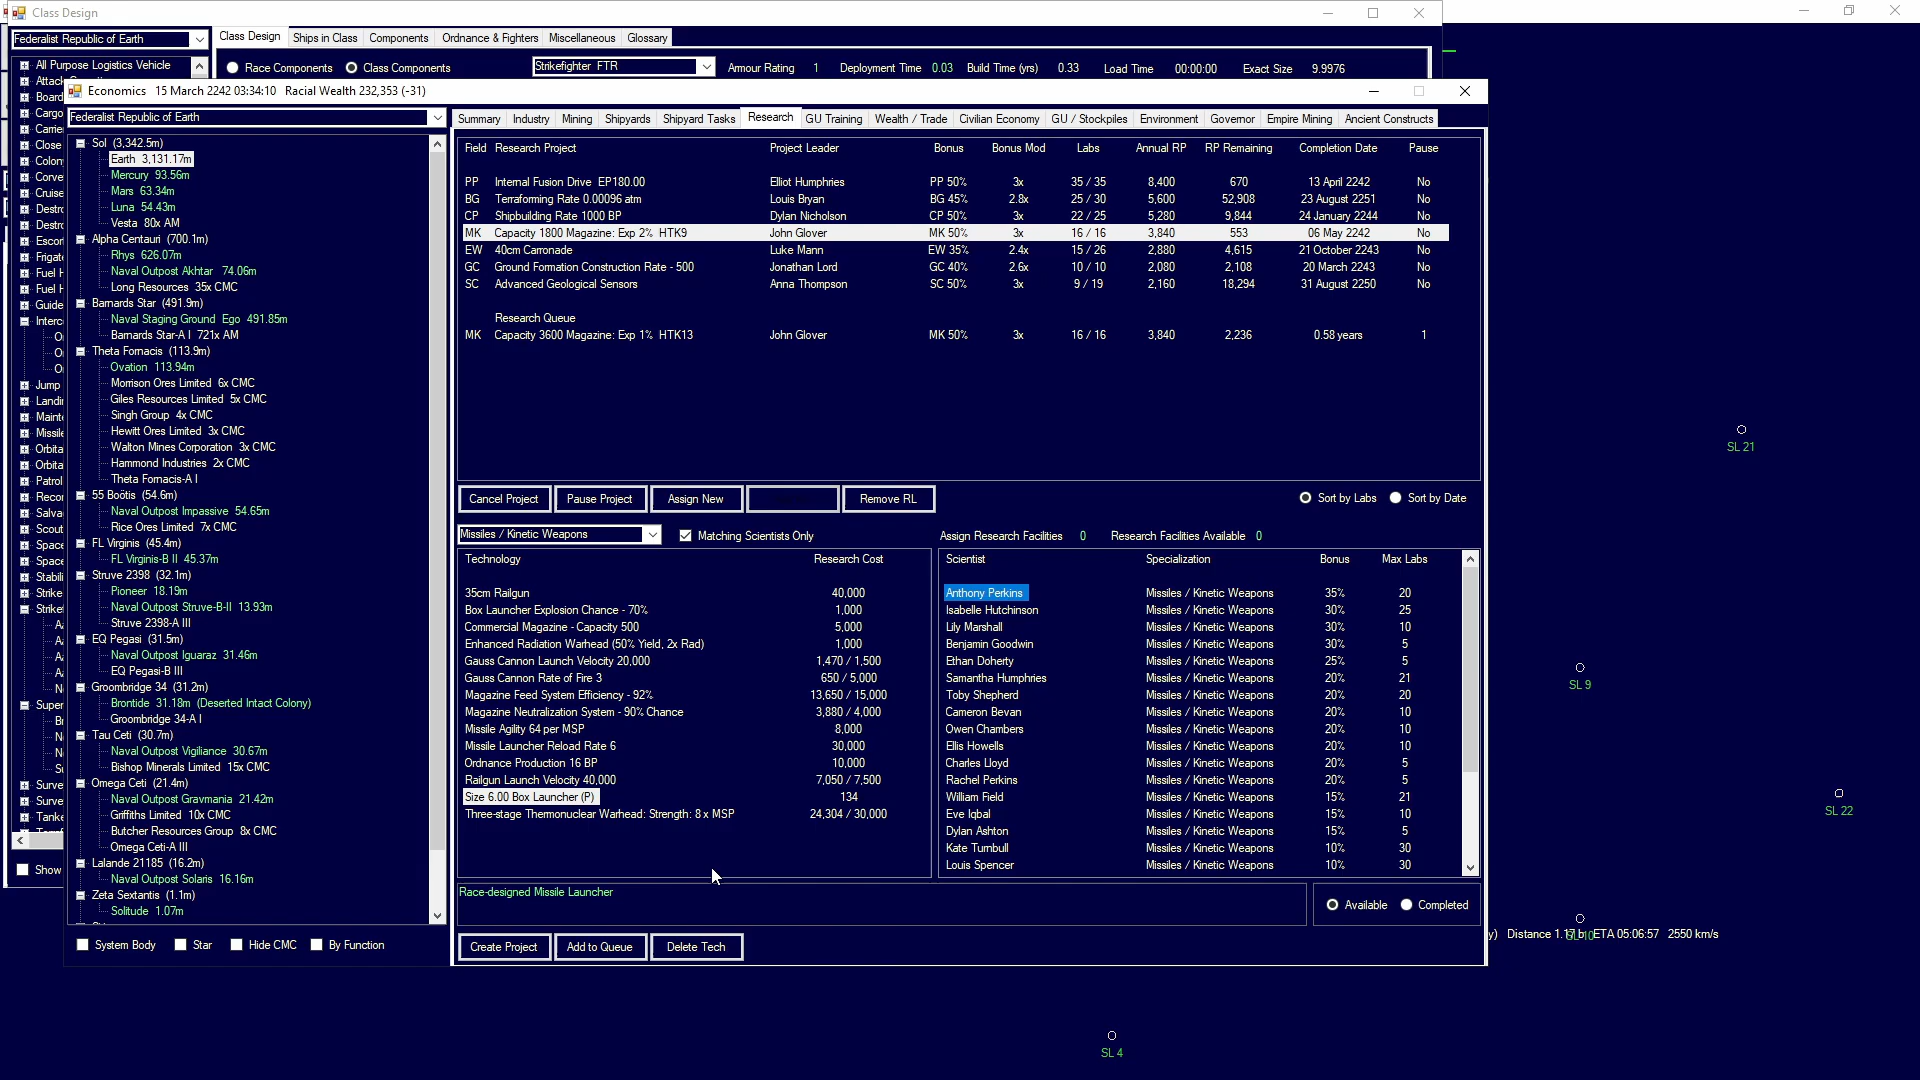 Class Design
Federalist Republic of Earth
Class Design Ships in Class Components Ordnance & Fighters Miscellaneous Glossary
All Purpose Logistics Vehicle
Race Components Class Components Strikefighter FTR Armour Rating 1 Deployment Time 0.03 Build Time (yrs) 0.33 Load Time 00:00:00 Exact Size 9.9976
Economics 15 March 2242 03:34:10 Racial Wealth 232,353 (-31)
Federalist Republic of Earth
Summary Industry Mining Shipyards Shipyard Tasks Research GU Training Wealth / Trade Civilian Economy GU / Stockpiles Environment Governor Empire Mining Ancient Constructs
Board
Cargo
Carrie
Close
Colon
Corve
Cruise
Destro
Destro
Escor
Frigate
Fuel H
Fuel H
Guide
Interc
Jump
Landi
Maint
Missile
Orbita
Orbita
Patrol
Recor
Salva
Scout
Space
Space
Stabili
Strike
Strikef
Super
Surve
Surve
Tanke
Show
Sol (3,342.5m)
Earth 3,131.17m
Mercury 93.56m
Mars 63.34m
Luna 54.43m
Vesta 80x AM
Alpha Centauri (700.1m)
Rhys 626.07m
Naval Outpost Akhtar 74.06m
Long Resources 35x CMC
Barnards Star (491.9m)
Naval Staging Ground Ego 491.85m
Barnards Star-A I 721x AM
Theta Fornacis (113.9m)
Ovation 113.94m
Morrison Ores Limited 6x CMC
Giles Resources Limited 5x CMC
Singh Group 4x CMC
Hewitt Ores Limited 3x CMC
Walton Mines Corporation 3x CMC
Hammond Industries 2x CMC
Theta Fornacis-A I
55 Boötis (54.6m)
Naval Outpost Impassive 54.65m
Rice Ores Limited 7x CMC
FL Virginis (45.4m)
FL Virginis-B II 45.37m
Struve 2398 (32.1m)
Pioneer 18.19m
Naval Outpost Struve-B-II 13.93m
Struve 2398-A III
EQ Pegasi (31.5m)
Naval Outpost Iguaraz 31.46m
EQ Pegasi-B III
Groombridge 34 (31.2m)
Brontide 31.18m (Deserted Intact Colony)
Groombridge 34-A I
Tau Ceti (30.7m)
Naval Outpost Vigiliance 30.67m
Bishop Minerals Limited 15x CMC
Omega Ceti (21.4m)
Naval Outpost Gravmania 21.42m
Griffiths Limited 10x CMC
Butcher Resources Group 8x CMC
Omega Ceti-A III
Lalande 21185 (16.2m)
Naval Outpost Solaris 16.16m
Zeta Sextantis (1.1m)
Solitude 1.07m
System Body Star Hide CMC By Function
Field Research Project Project Leader Bonus Bonus Mod Labs Annual RP RP Remaining Completion Date Pause
PP Internal Fusion Drive EP180.00 Elliot Humphries PP 50% 3x 35 / 35 8,400 670 13 April 2242 No
BG Terraforming Rate 0.00096 atm Louis Bryan BG 45% 2.8x 25 / 30 5,600 52,908 23 August 2251 No
CP Shipbuilding Rate 1000 BP Dylan Nicholson CP 50% 3x 22 / 25 5,280 9,844 24 January 2244 No
MK Capacity 1800 Magazine: Exp 2% HTK9 John Glover MK 50% 3x 16 / 16 3,840 553 06 May 2242 No
EW 40cm Carronade Luke Mann EW 35% 2.4x 15 / 26 2,880 4,615 21 October 2243 No
GC Ground Formation Construction Rate - 500 Jonathan Lord GC 40% 2.6x 10 / 10 2,080 2,108 20 March 2243 No
SC Advanced Geological Sensors Anna Thompson SC 50% 3x 9 / 19 2,160 18,294 31 August 2250 No
Research Queue
MK Capacity 3600 Magazine: Exp 1% HTK13 John Glover MK 50% 3x 16 / 16 3,840 2,236 0.58 years 1
Cancel Project Pause Project Assign New Remove RL Sort by Labs Sort by Date
Missiles / Kinetic Weapons Matching Scientists Only Assign Research Facilities 0 Research Facilities Available 0
Technology Research Cost
35cm Railgun 40,000
Box Launcher Explosion Chance - 70% 1,000
Commercial Magazine - Capacity 500 5,000
Enhanced Radiation Warhead (50% Yield, 2x Rad) 1,000
Gauss Cannon Launch Velocity 20,000 1,470 / 1,500
Gauss Cannon Rate of Fire 3 650 / 5,000
Magazine Feed System Efficiency - 92% 13,650 / 15,000
Magazine Neutralization System - 90% Chance 3,880 / 4,000
Missile Agility 64 per MSP 8,000
Missile Launcher Reload Rate 6 30,000
Ordnance Production 16 BP 10,000
Railgun Launch Velocity 40,000 7,050 / 7,500
Size 6.00 Box Launcher (P) 134
Three-stage Thermonuclear Warhead: Strength: 8 x MSP 24,304 / 30,000
Scientist Specialization Bonus Max Labs
Anthony Perkins Missiles / Kinetic Weapons 35% 20
Isabelle Hutchinson Missiles / Kinetic Weapons 30% 25
Lily Marshall Missiles / Kinetic Weapons 30% 10
Benjamin Goodwin Missiles / Kinetic Weapons 30% 5
Ethan Doherty Missiles / Kinetic Weapons 25% 5
Samantha Humphries Missiles / Kinetic Weapons 20% 21
Toby Shepherd Missiles / Kinetic Weapons 20% 20
Cameron Bevan Missiles / Kinetic Weapons 20% 10
Owen Chambers Missiles / Kinetic Weapons 20% 10
Ellis Howells Missiles / Kinetic Weapons 20% 10
Charles Lloyd Missiles / Kinetic Weapons 20% 5
Rachel Perkins Missiles / Kinetic Weapons 20% 5
William Field Missiles / Kinetic Weapons 15% 21
Eve Iqbal Missiles / Kinetic Weapons 15% 10
Dylan Ashton Missiles / Kinetic Weapons 15% 5
Kate Turnbull Missiles / Kinetic Weapons 10% 30
Louis Spencer Missiles / Kinetic Weapons 10% 30
Race-designed Missile Launcher
Available Completed
Create Project Add to Queue Delete Tech
SL 21
SL 9
SL 22
y) Distance 1.17 b ETA 05:06:57 2550 km/s
SL 4